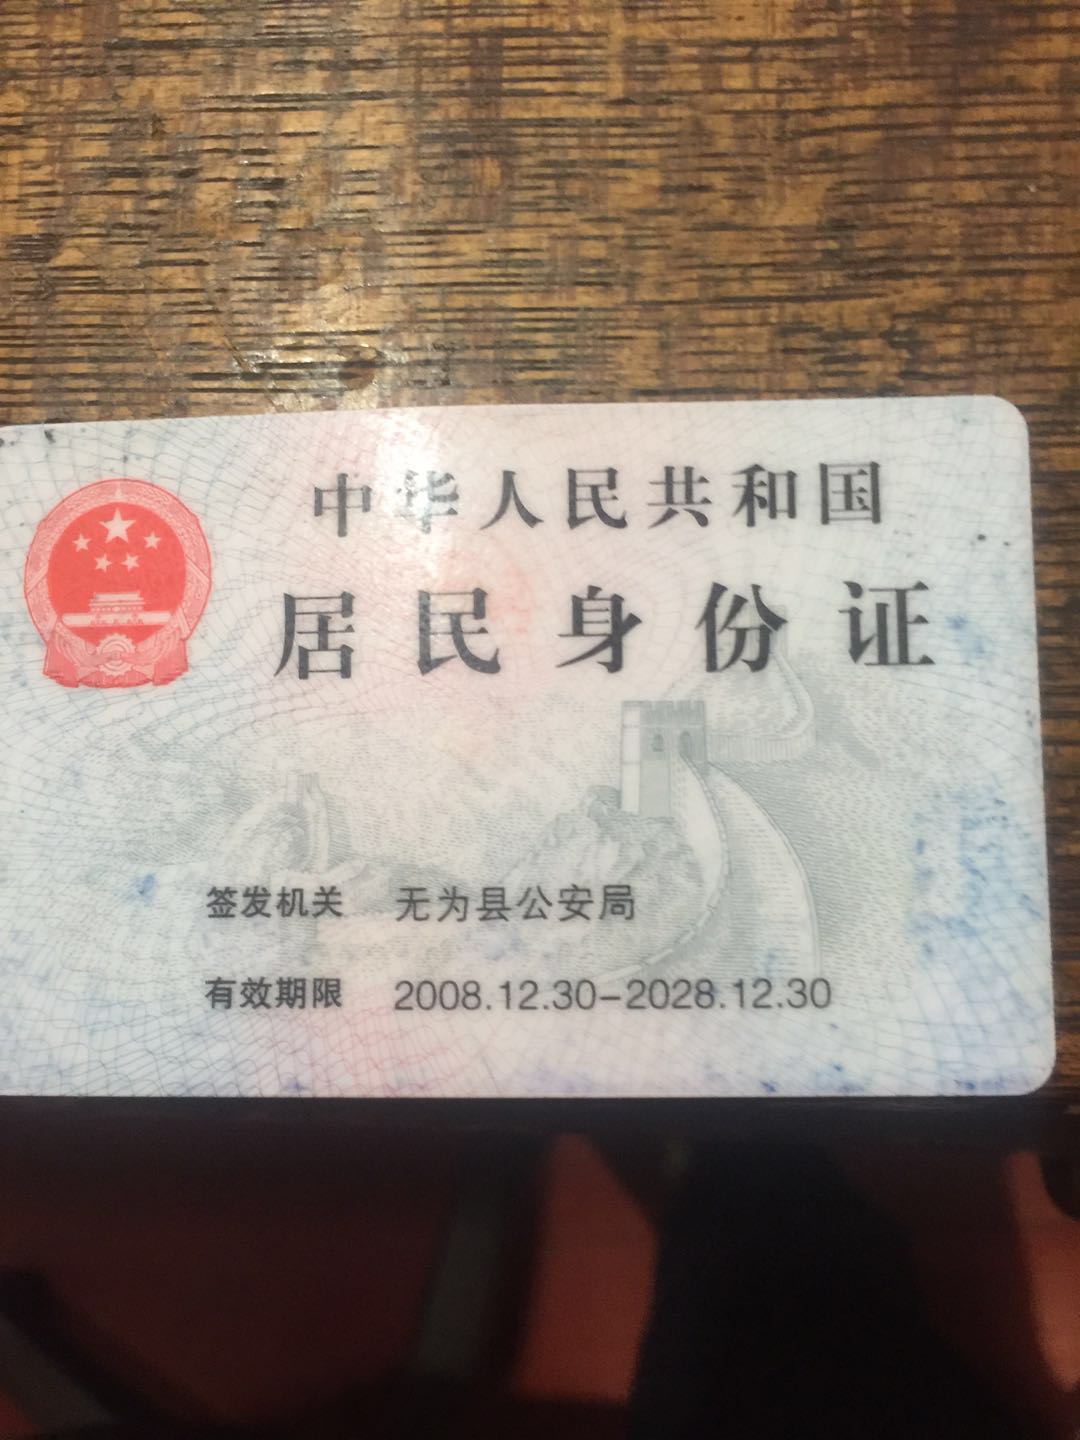 中华人民共和国
居民身份证
签发机关 无为县公安局
有效期限 2008.12.30-2028.12.30